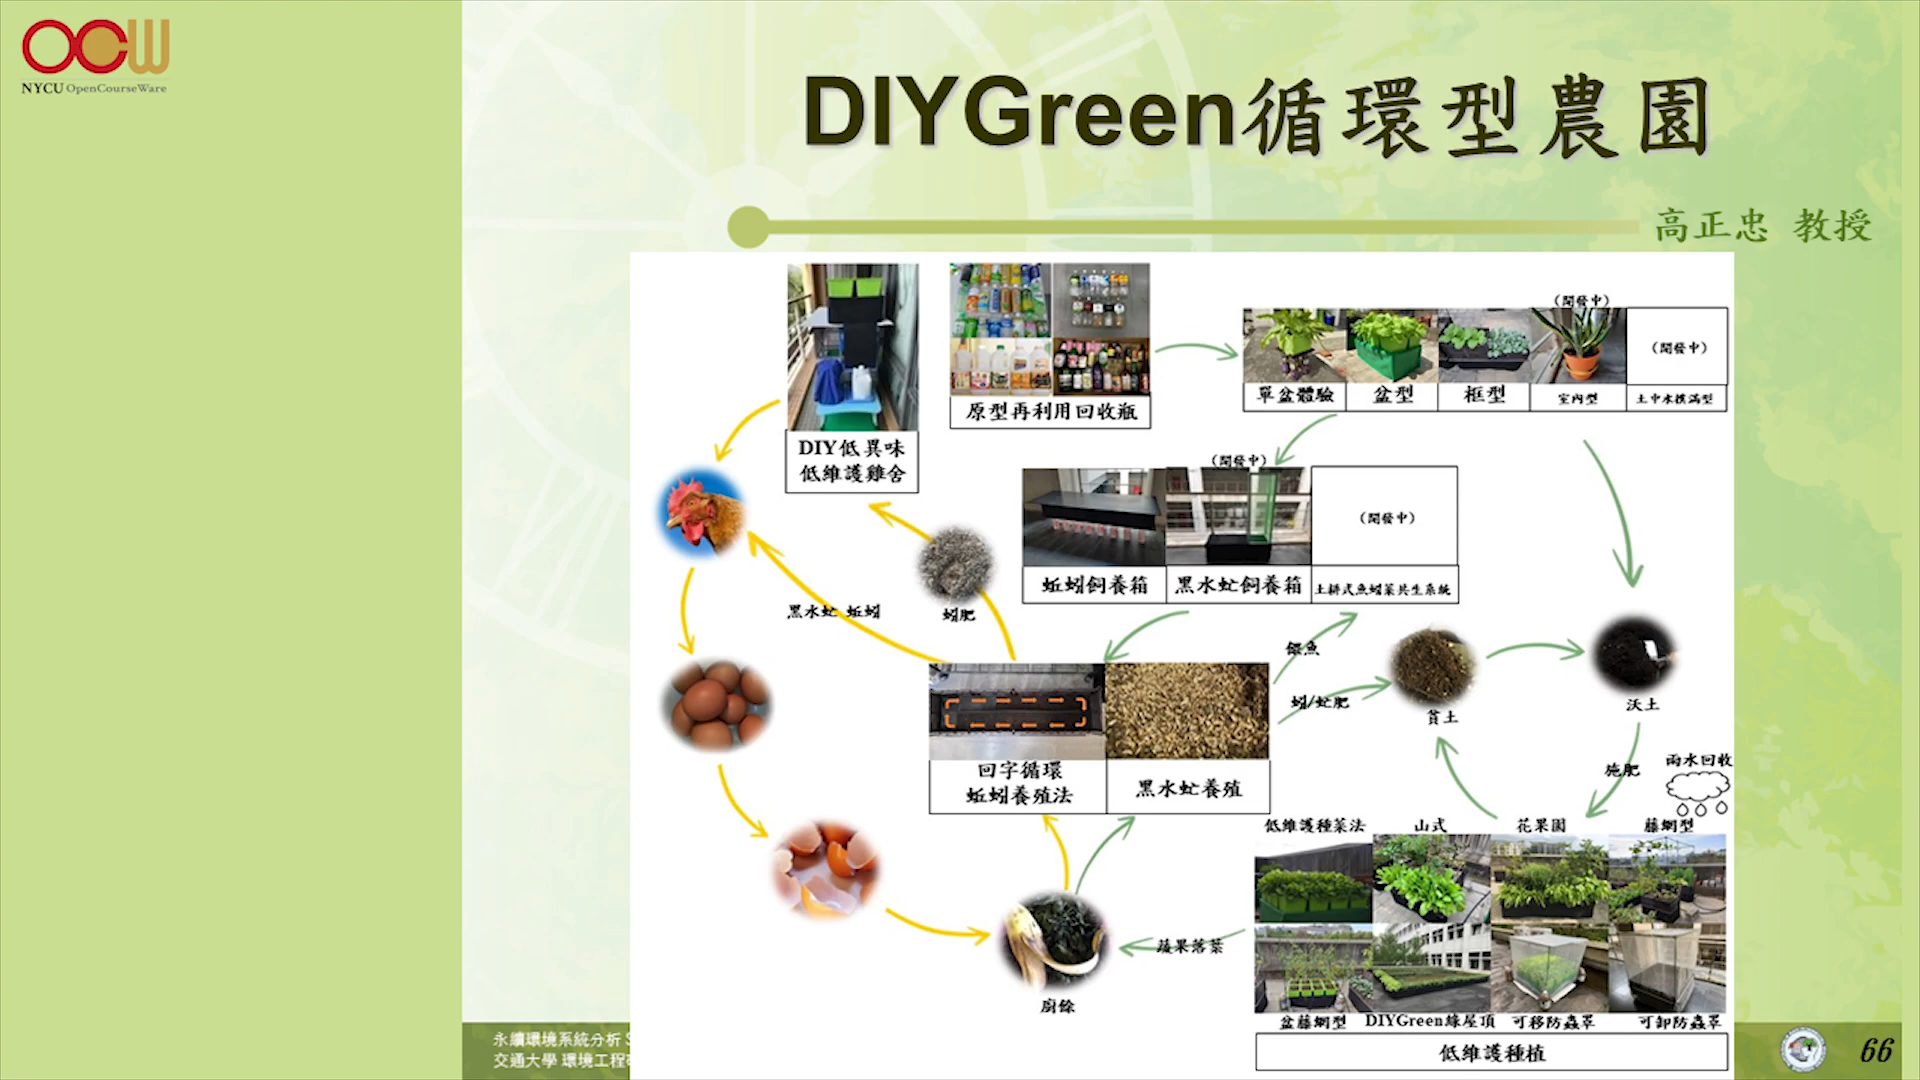 OCW
NYCU OpenCourseWare
DIYGreen循環型農園
高正忠 教授
DIY低異味
低維護雞舍
原型再利用回收瓶
(開發中)
(開發中)
單盆體驗
盆型
框型
室內型
土中水撲滿型
(開發中)
(開發中)
蚯蚓飼養箱
黑水虻飼養箱
土耕式魚蚓菜共生系統
黑水虻 蚯蚓
蚓肥
餵魚
蚓/虻肥
貧土
沃土
施肥
雨水回收
回字循環
蚯蚓養殖法
黑水虻養殖
低維護種菜法
山式
花果園
藤網型
蔬果落葉
廚餘
盆藤網型
DIYGreen綠屋頂
可移防蟲罩
可卸防蟲罩
低維護種植
永續環境系統分析 S
交通大學 環境工程
66